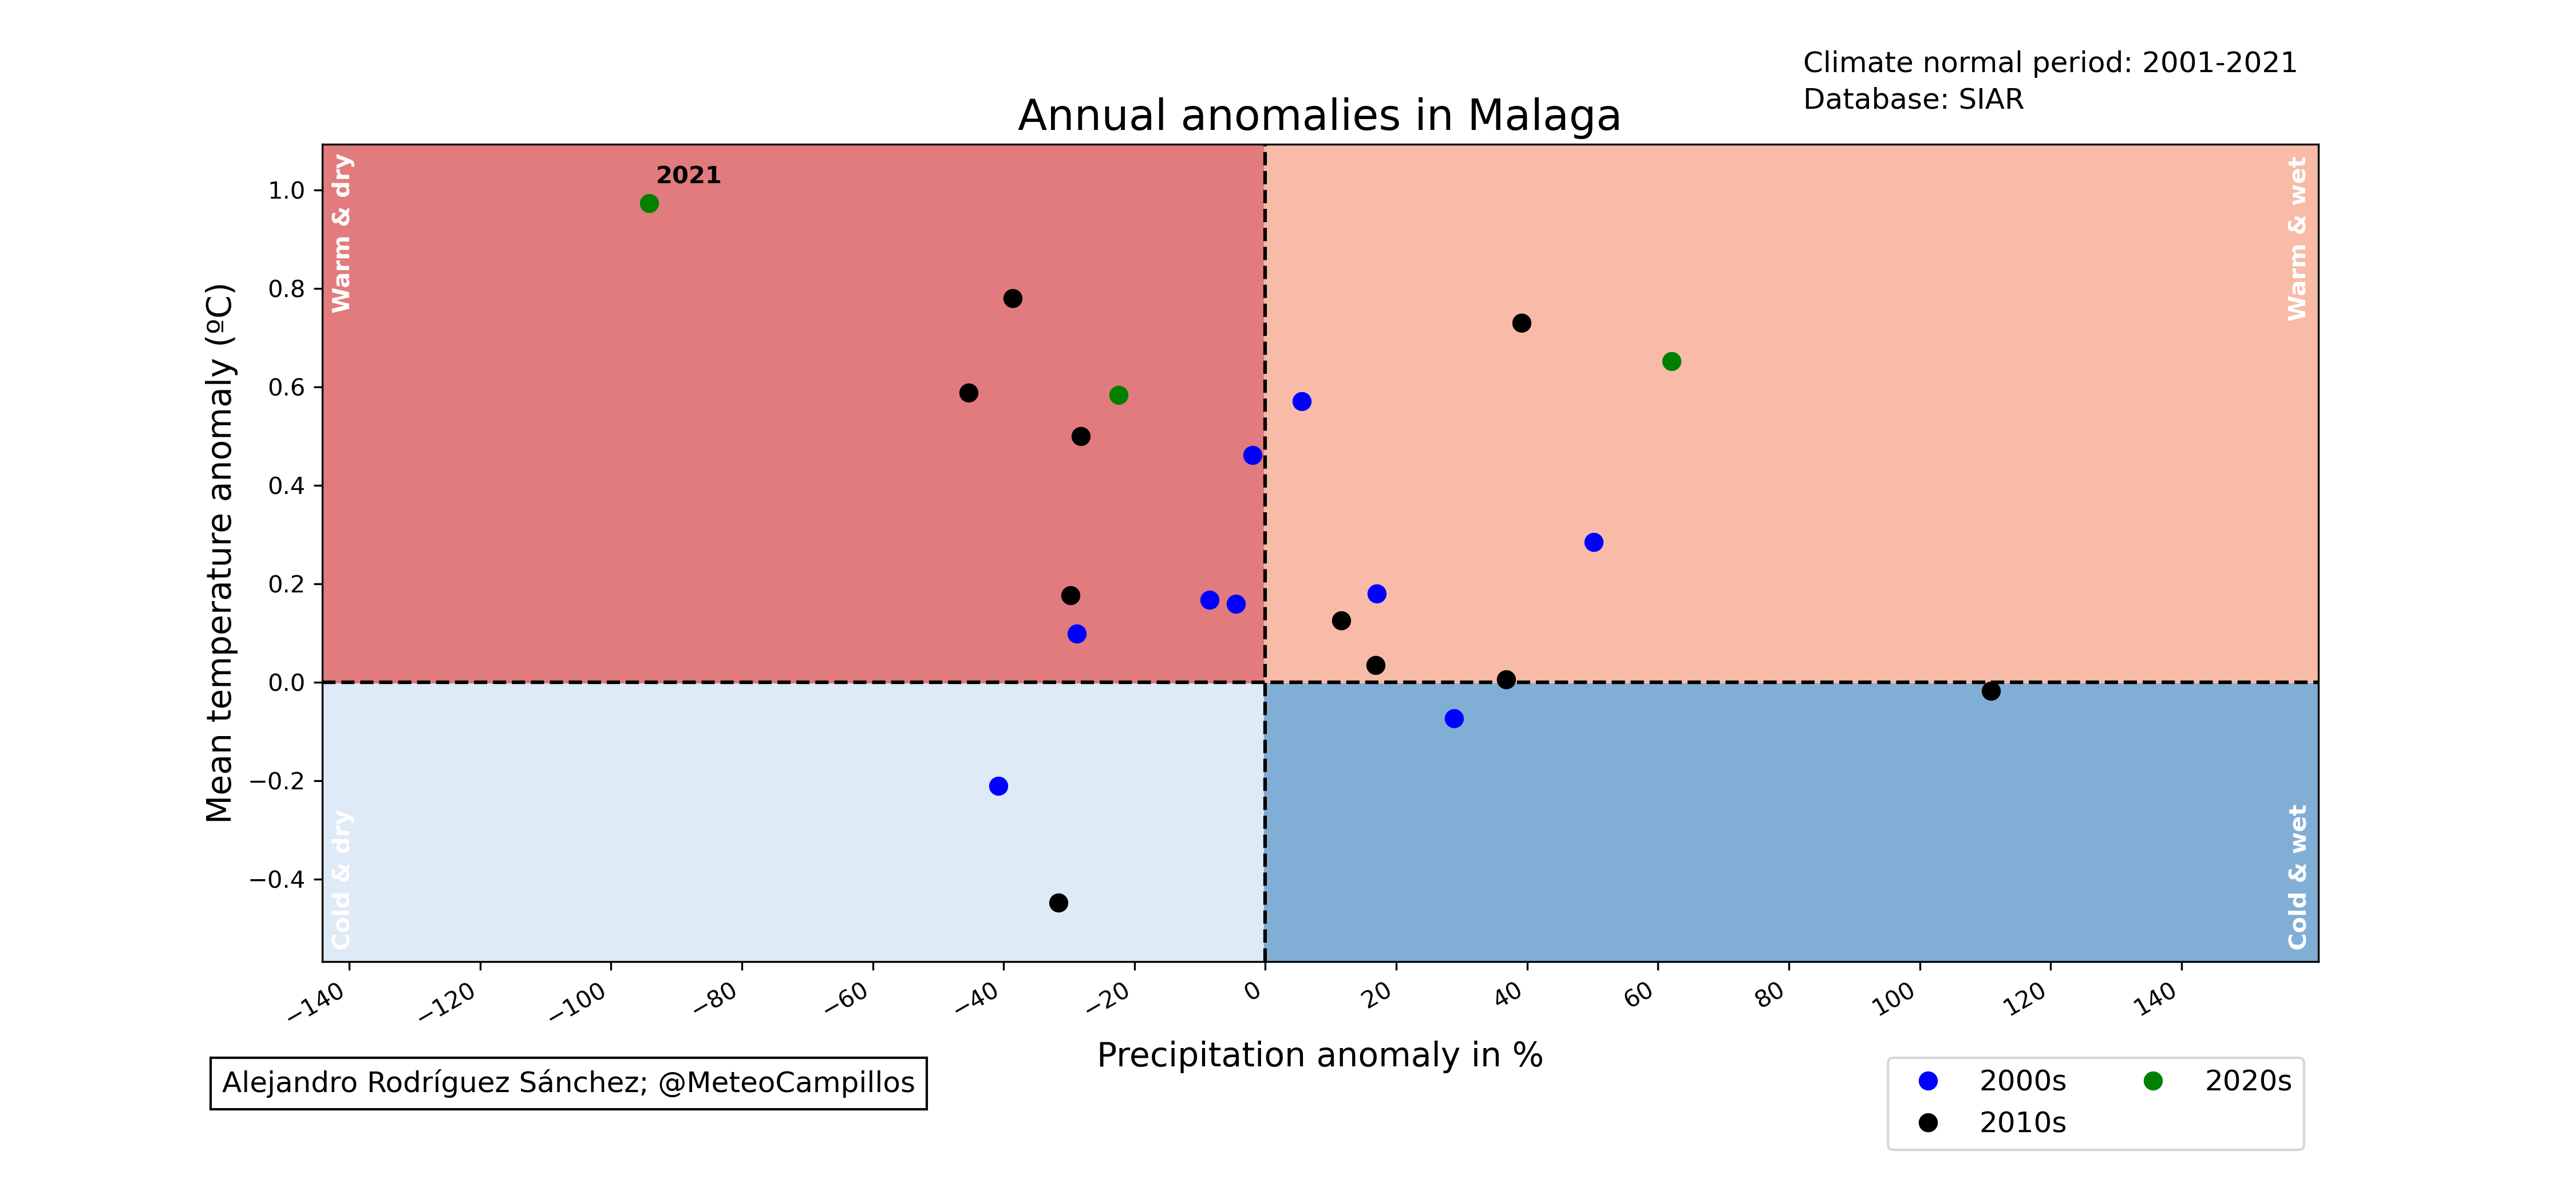 Climate normal period: 2001-2021
Database: SIAR
Annual anomalies in Malaga
Warm & dry
Warm & wet
2021
Cold & dry
Cold & wet
Mean temperature anomaly (ºC)
1.0
0.8
0.6
0.4
0.2
0.0
−0.2
−0.4
−140 −120 −100 −80 −60 −40 −20 0 20 40 60 80 100 120 140
Precipitation anomaly in %
Alejandro Rodríguez Sánchez; @MeteoCampillos
2000s
2010s
2020s